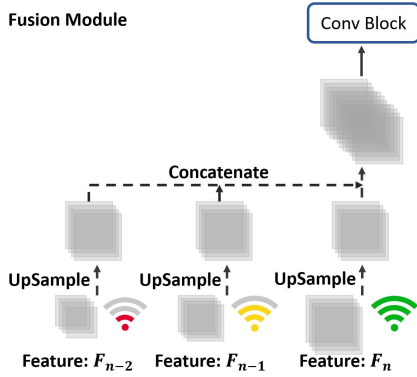 Fusion Module
Conv Block
Concatenate
UpSample UpSample UpSample
Feature: F_{n-2} Feature: F_{n-1} Feature: F_n